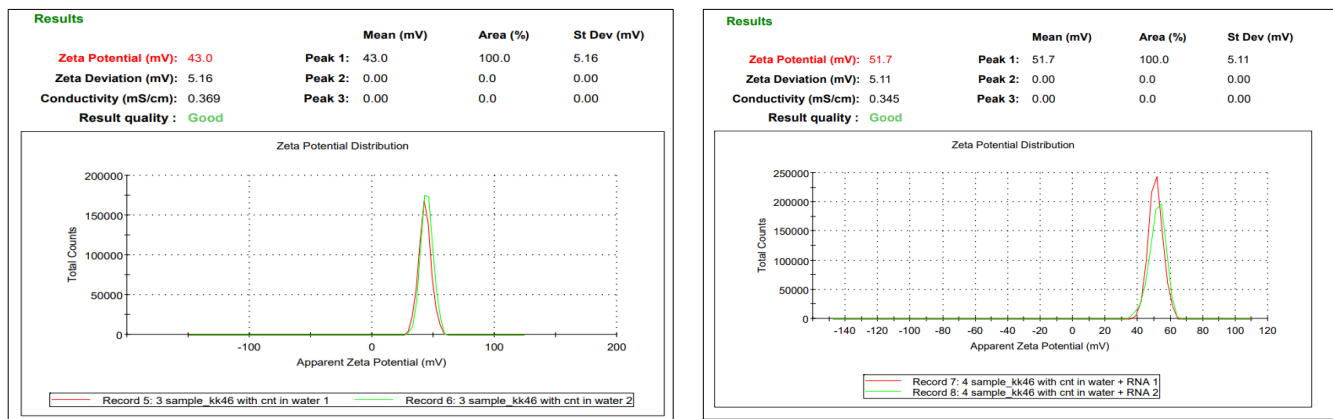 Results
Mean (mV) Area (%) St Dev (mV)
Zeta Potential (mV): 43.0 Peak 1: 43.0 100.0 5.16
Zeta Deviation (mV): 5.16 Peak 2: 0.00 0.0 0.00
Conductivity (mS/cm): 0.369 Peak 3: 0.00 0.0 0.00
Result quality : Good
Zeta Potential Distribution
200000
150000
100000
50000
0
Total Counts
-100 0 100 200
Apparent Zeta Potential (mV)
Record 5: 3 sample_kk46 with cnt in water 1 Record 6: 3 sample_kk46 with cnt in water 2
Results
Mean (mV) Area (%) St Dev (mV)
Zeta Potential (mV): 51.7 Peak 1: 51.7 100.0 5.11
Zeta Deviation (mV): 5.11 Peak 2: 0.00 0.0 0.00
Conductivity (mS/cm): 0.345 Peak 3: 0.00 0.0 0.00
Result quality : Good
Zeta Potential Distribution
250000
200000
150000
100000
50000
0
Total Counts
-140 -120 -100 -80 -60 -40 -20 0 20 40 60 80 100 120
Apparent Zeta Potential (mV)
Record 7: 4 sample_kk46 with cnt in water + RNA 1
Record 8: 4 sample_kk46 with cnt in water + RNA 2